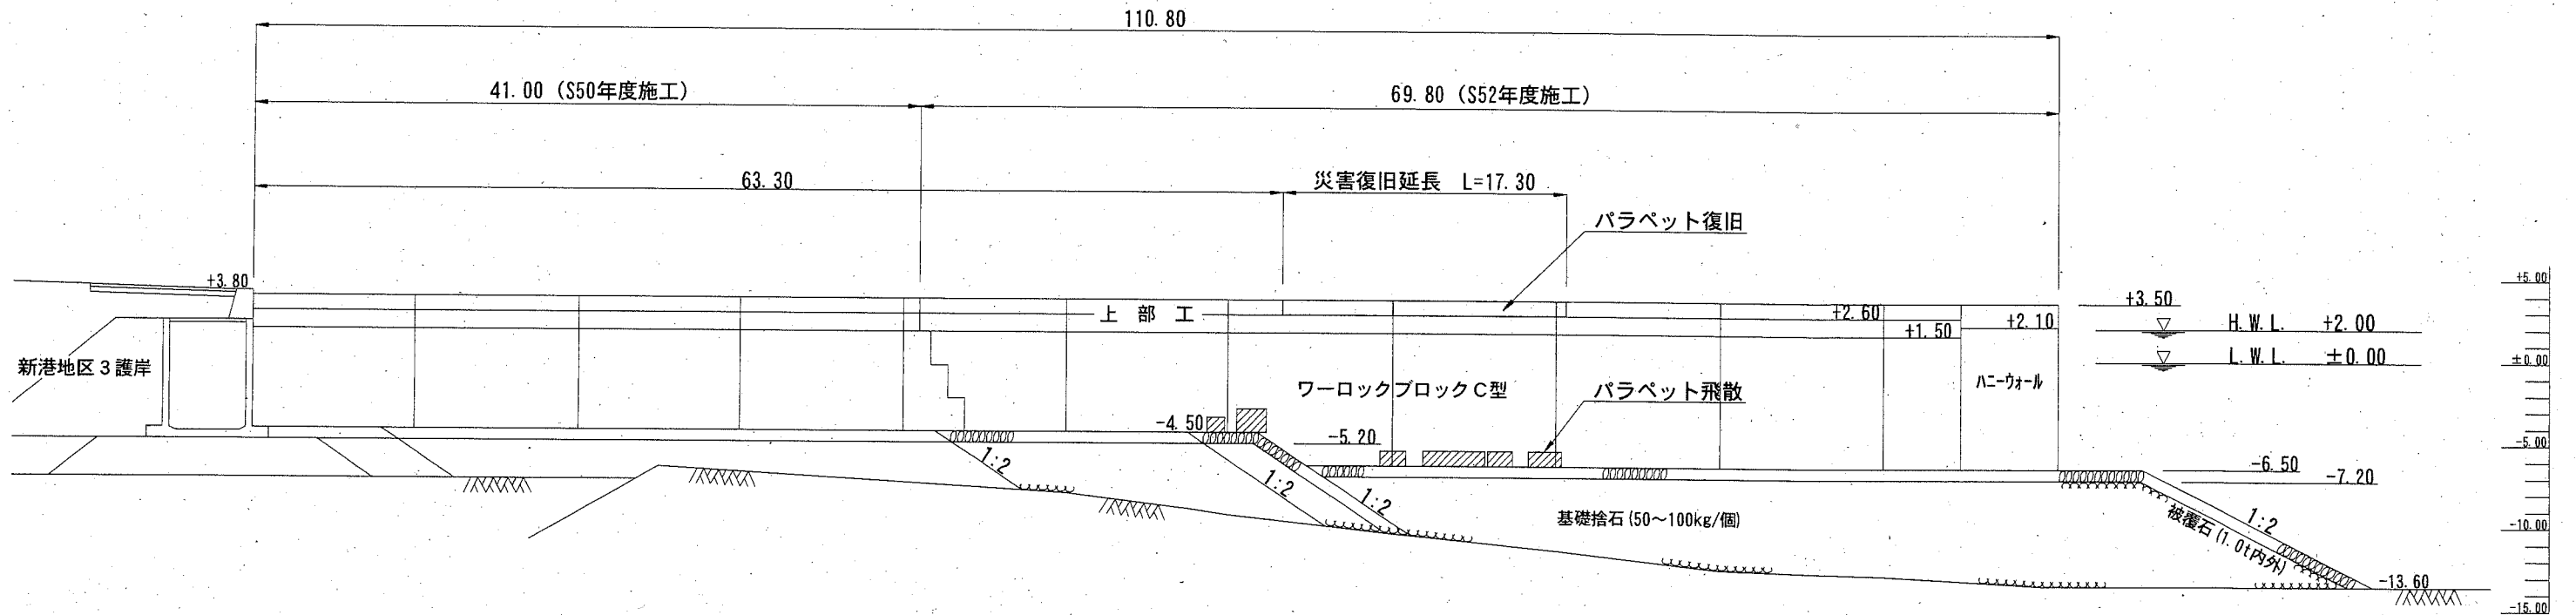 110.80
41.00 (S50年度施工)
69.80 (S52年度施工)
63.30
災害復旧延長 L=17.30
パラペット復旧
+3.80
+5.00
+3.50
上 部 工
+2.60
+2.10
H.W.L. +2.00
+1.50
L.W.L. ±0.00
±0.00
新港地区3護岸
ワーロックブロックC型
パラペット飛散
ハニーウォール
-4.50
-5.20
-5.00
1:2
1:2
1:2
-6.50
-7.20
基礎捨石(50～100kg/個)
被覆石(1.0t内外)
1:2
-10.00
-13.60
-15.00